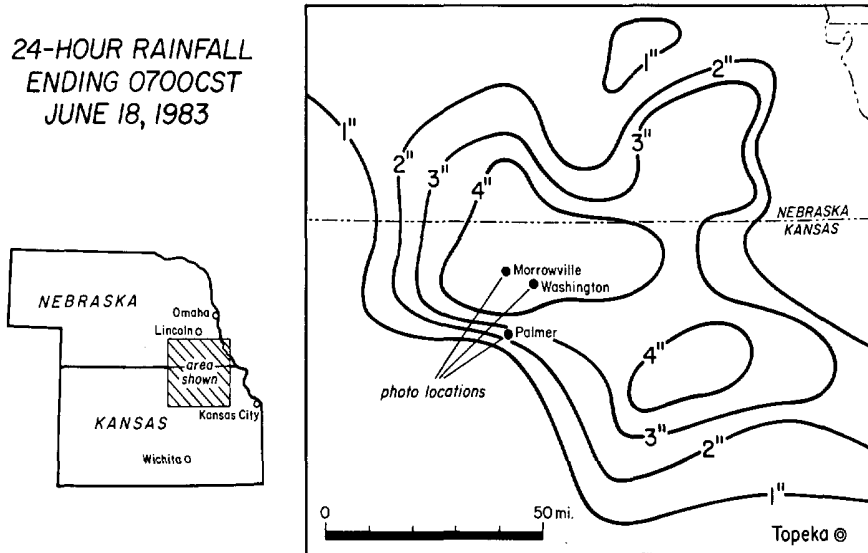 24-HOUR RAINFALL
ENDING 0700CST
JUNE 18, 1983
NEBRASKA
Omaha
Lincoln
area
shown
KANSAS
Kansas City
Wichita
1"
2"
1"
2"
3"
3"
4"
NEBRASKA
KANSAS
Morrowville
Washington
Palmer
photo locations
4"
3"
2"
1"
0
50 mi.
Topeka